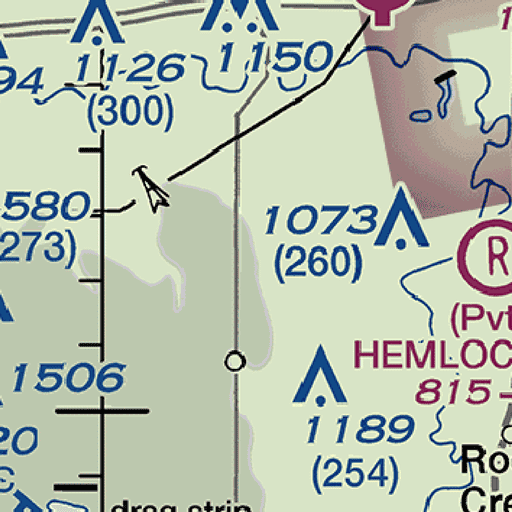 94
1126
(300)
1150
1
580
273)
1073
(260)
R
(Pvt
HEMLOC
815-
1506
1189
(254)
20
Ro
Cre
drag strip